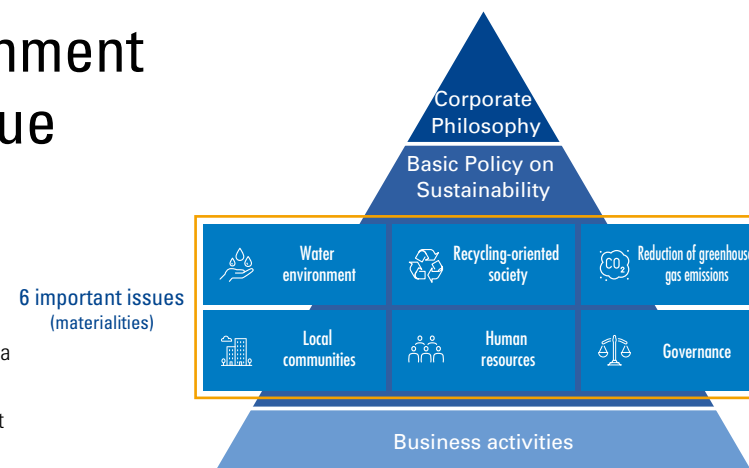 nment
ue
Corporate
Philosophy
Basic Policy on
Sustainability
6 important issues
(materialities)
Water
environment
Recycling-oriented
society
CO2
Reduction of greenhouse
gas emissions
Local
communities
Human
resources
Governance
a
t
Business activities